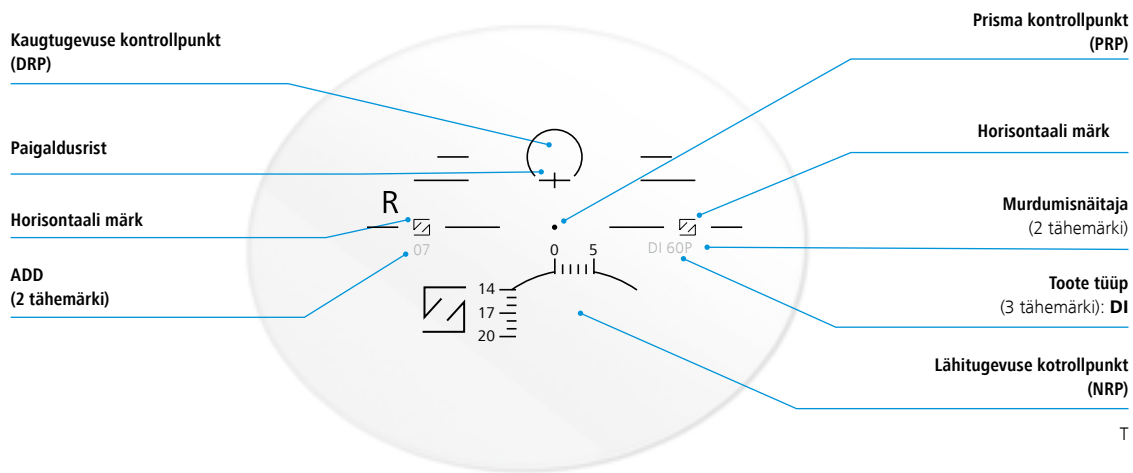 Kaugtugevuse kontrollpunkt
(DRP)
Prisma kontrollpunkt
(PRP)
Paigaldusrist
Horisontaali märk
R
Horisontaali märk
Murdumisnäitaja
(2 tähemärki)
07
0 5
DI 60P
ADD
(2 tähemärki)
Toote tüüp
(3 tähemärki): DI
14
17
20
Lähitugevuse kotrollpunkt
(NRP)
T